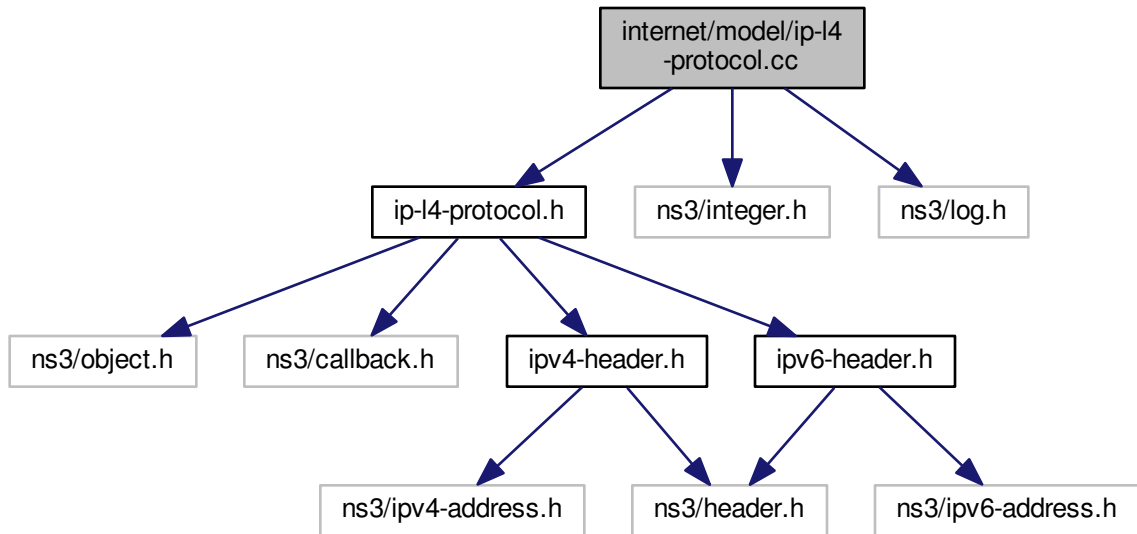 internet/model/ip-l4
-protocol.cc
ip-l4-protocol.h
ns3/integer.h
ns3/log.h
ns3/object.h
ns3/callback.h
ipv4-header.h
ipv6-header.h
ns3/ipv4-address.h
ns3/header.h
ns3/ipv6-address.h